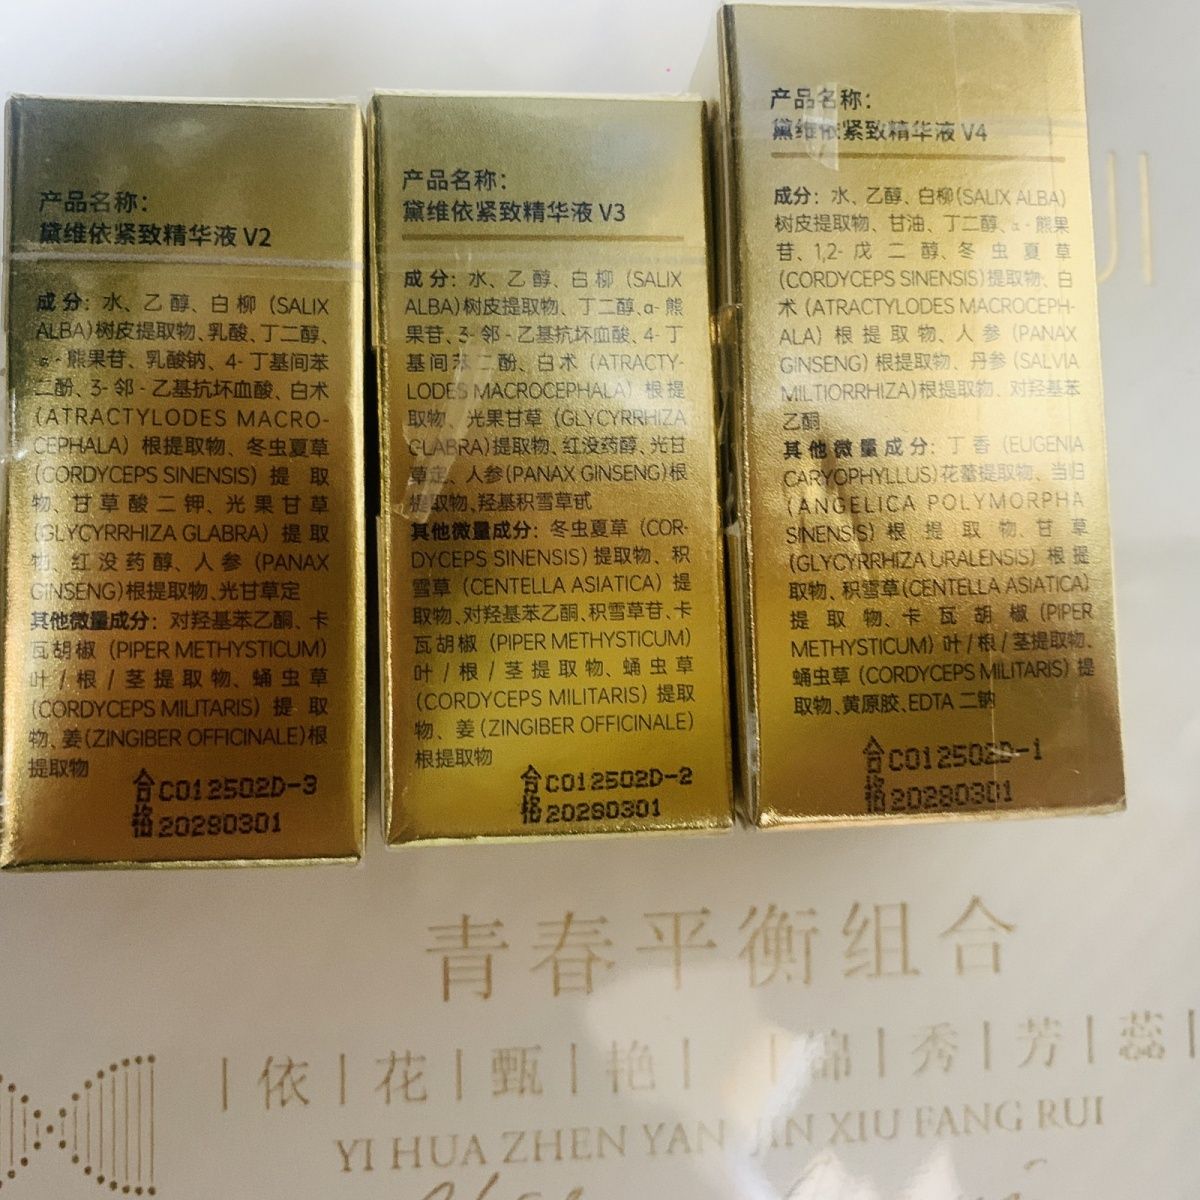 产品名称：
黛维依紧致精华液 V2
成分：水、乙醇、白柳 (SALIX
ALBA)树皮提取物、乳酸、丁二醇、
α-熊果苷、乳酸钠、4-丁基间苯
二酚、3-邻-乙基抗坏血酸、白术
(ATRACTYLODES MACRO-
CEPHALA) 根提取物、冬虫夏草
(CORDYCEPS SINENSIS) 提取
物、甘草酸二钾、光果甘草
(GLYCYRRHIZA GLABRA) 提取
物、红没药醇、人参 (PANAX
GINSENG)根提取物、光甘草定
其他微量成分：对羟基苯乙酮、卡
瓦胡椒 (PIPER METHYSTICUM)
叶/根/茎提取物、蛹虫草
(CORDYCEPS MILITARIS) 提取
物、姜(ZINGIBER OFFICINALE)根
提取物
合格 C012502D-3
20280301
产品名称：
黛维依紧致精华液 V3
成分：水、乙醇、白柳 (SALIX
ALBA)树皮提取物、丁二醇、α-熊
果苷、3-邻-乙基抗坏血酸、4-丁
基间苯二酚、白术 (ATRACTY-
LODES MACROCEPHALA) 根提
取物、光果甘草 (GLYCYRRHIZA
GLABRA)提取物、红没药醇、光甘
草定、人参(PANAX GINSENG)根
提取物、羟基积雪草甙
其他微量成分：冬虫夏草 (COR-
DYCEPS SINENSIS) 提取物、积
雪草 (CENTELLA ASIATICA) 提
取物、对羟基苯乙酮、积雪草苷、卡
瓦胡椒 (PIPER METHYSTICUM)
叶/根/茎提取物、蛹虫草
(CORDYCEPS MILITARIS) 提取
物、姜(ZINGIBER OFFICINALE)
根提取物
合格 C012502D-2
20280301
产品名称：
黛维依紧致精华液 V4
成分：水、乙醇、白柳(SALIX ALBA)
树皮提取物、甘油、丁二醇、α-熊果
苷、1,2-戊二醇、冬虫夏草
(CORDYCEPS SINENSIS)提取物、白
术 (ATRACTYLODES MACROCEPH-
ALA) 根提取物、人参 (PANAX
GINSENG) 根提取物、丹参 (SALVIA
MILTIORRHIZA)根提取物、对羟基苯
乙酮
其他微量成分：丁香 (EUGENIA
CARYOPHYLLUS)花蕾提取物、当归
(ANGELICA POLYMORPHA
SINENSIS) 根提取物、甘草
(GLYCYRRHIZA URALENSIS) 根提
取物、积雪草(CENTELLA ASIATICA)
提取物、卡瓦胡椒 (PIPER
METHYSTICUM) 叶/根/茎提取物、
蛹虫草 (CORDYCEPS MILITARIS) 提
取物、黄原胶、EDTA 二钠
合格 C012502D-1
20280301
青春平衡组合
| 依 | 花 | 甄 | 艳 | | 锦 | 秀 | 芳 | 蕊 |
YI HUA ZHEN YAN JIN XIU FANG RUI